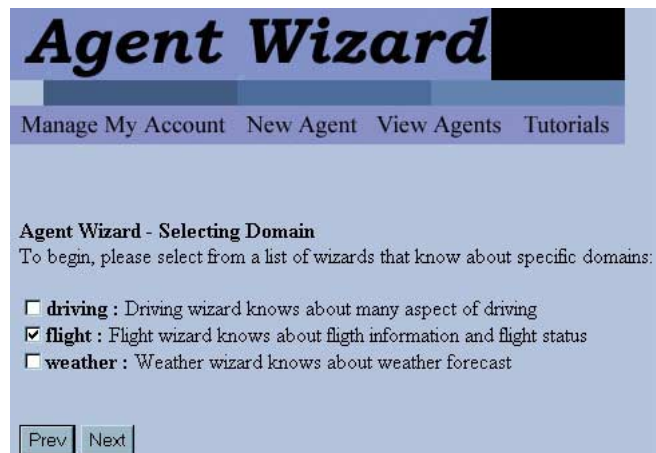 Agent Wizard
Manage My Account New Agent View Agents Tutorials
Agent Wizard - Selecting Domain
To begin, please select from a list of wizards that know about specific domains:
driving : Driving wizard knows about many aspect of driving
flight : Flight wizard knows about fligth information and flight status
weather : Weather wizard knows about weather forecast
Prev Next